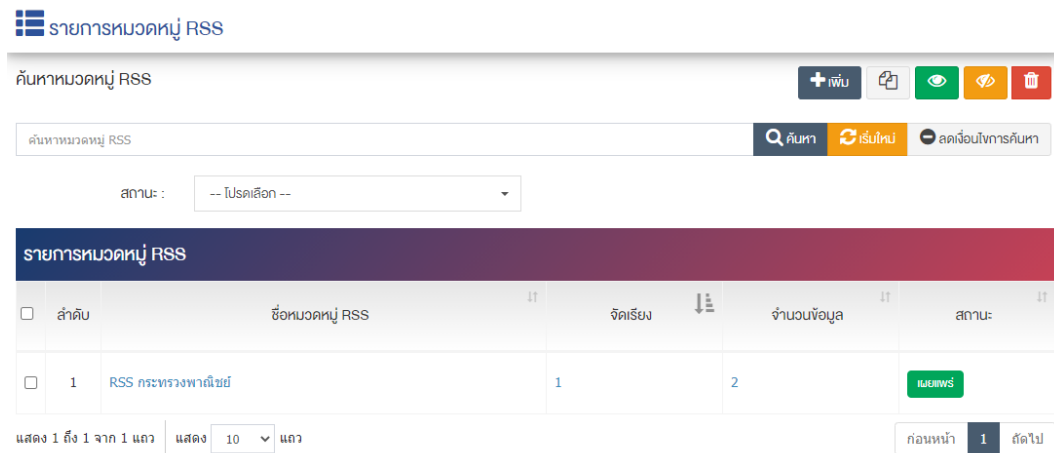 รายการหมวดหมู่ RSS
ค้นหาหมวดหมู่ RSS
เพิ่ม
ค้นหาหมวดหมู่ RSS ค้นหา เริ่มใหม่ ลดเงื่อนไขการค้นหา
สถานะ : -- โปรดเลือก --
รายการหมวดหมู่ RSS
ลำดับ ชื่อหมวดหมู่ RSS จัดเรียง จำนวนข้อมูล สถานะ
1 RSS กระทรวงพาณิชย์ 1 2 เผยแพร่
แสดง 1 ถึง 1 จาก 1 แถว แสดง 10 แถว ก่อนหน้า 1 ถัดไป